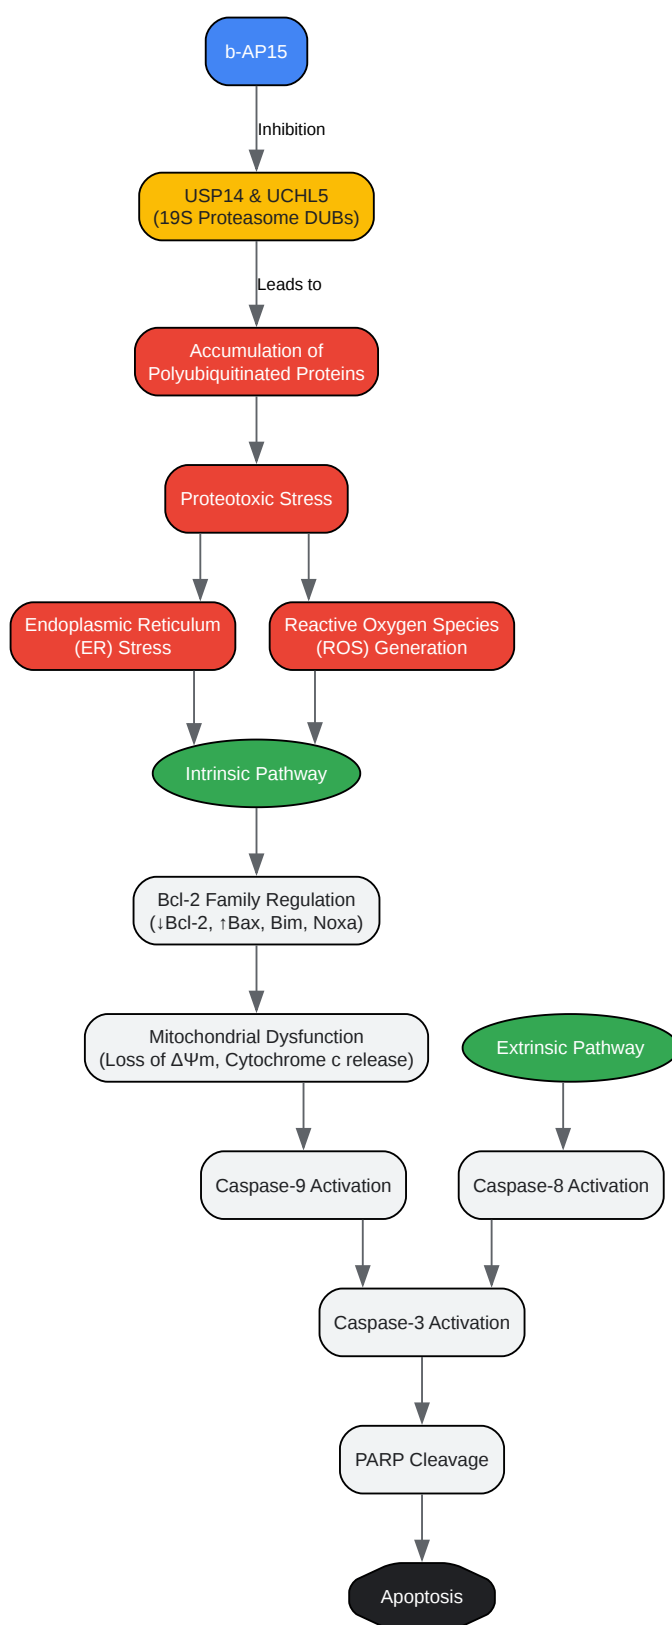 b-AP15
Inhibition
USP14 & UCHL5
(19S Proteasome DUBs)
Leads to
Accumulation of
Polyubiquitinated Proteins
Proteotoxic Stress
Endoplasmic Reticulum
(ER) Stress
Reactive Oxygen Species
(ROS) Generation
Intrinsic Pathway
Bcl-2 Family Regulation
(↓Bcl-2, ↑Bax, Bim, Noxa)
Mitochondrial Dysfunction
(Loss of ΔΨm, Cytochrome c release)
Extrinsic Pathway
Caspase-9 Activation
Caspase-8 Activation
Caspase-3 Activation
PARP Cleavage
Apoptosis